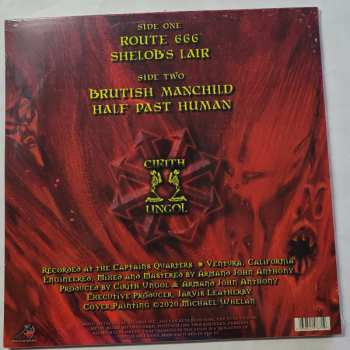 SIDE ONE
ROUTE 666
SHELOB'S LAIR
SIDE TWO
BRUTISH MANCHILD
HALF PAST HUMAN
CIRITH
UNGOL
RECORDED AT THE CAPTAINS QUARTERS VENTURA, CALIFORNIA
ENGINEERED, MIXED AND MASTERED BY ARMAND JOHN ANTHONY
PRODUCED BY CIRITH UNGOL & ARMAND JOHN ANTHONY
EXECUTIVE PRODUCER, JARVIS LEATHERBY
COVER PAINTING ©2020 MICHAEL WHELAN